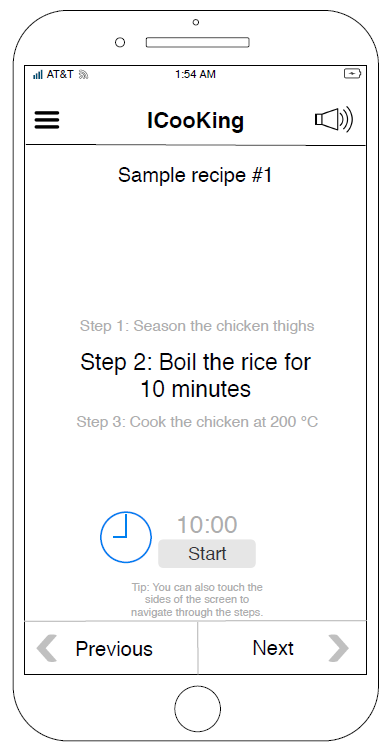 AT&T 1:54 AM
ICooKing
Sample recipe #1
Step 1: Season the chicken thighs
Step 2: Boil the rice for
10 minutes
Step 3: Cook the chicken at 200 ºC
10:00
Start
Tip: You can also touch the
sides of the screen to
navigate through the steps.
Previous Next